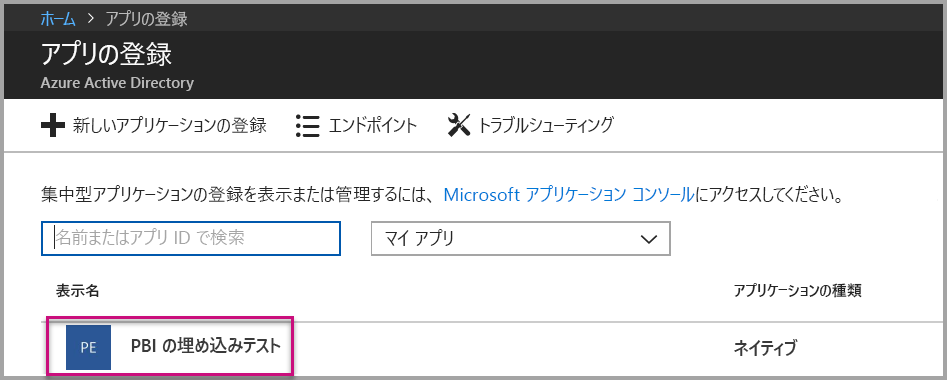 ホーム > アプリの登録
アプリの登録
Azure Active Directory
新しいアプリケーションの登録 エンドポイント トラブルシューティング
集中型アプリケーションの登録を表示または管理するには、Microsoft アプリケーション コンソールにアクセスしてください。
名前またはアプリ ID で検索 マイ アプリ
表示名 アプリケーションの種類
PE PBI の埋め込みテスト ネイティブ